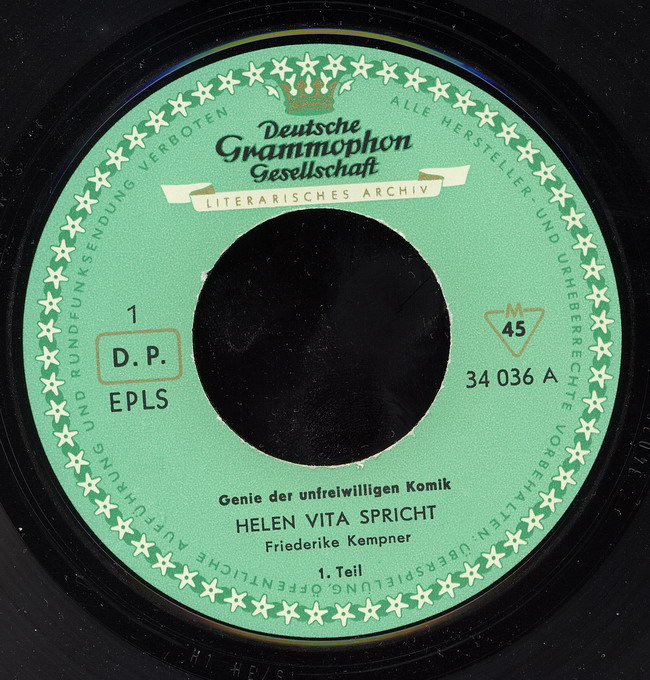 Deutsche
Grammophon
Gesellschaft
LITERARISCHES ARCHIV
ALLE HERSTELLER- UND URHEBERRECHTE VORBEHALTEN: ÜBERSPIELUNG, ÖFFENTLICHE AUFFÜHRUNG UND RUNDFUNKSENDUNG VERBOTEN
1
D. P.
EPLS
M
45
34 036 A
Genie der unfreiwilligen Komik
HELEN VITA SPRICHT
Friederike Kempner
1. Teil